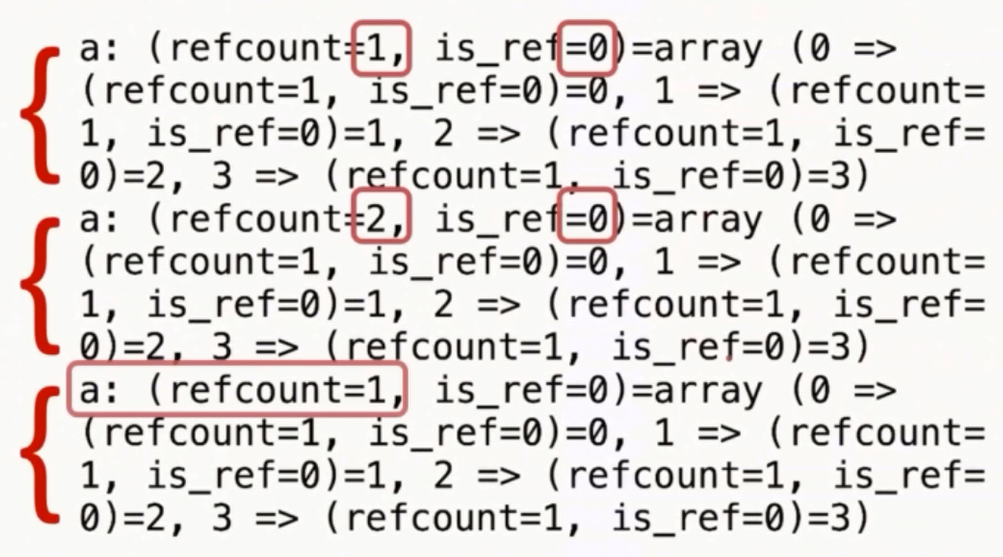 a: (refcount=1, is_ref=0)=array (0 =>
(refcount=1, is_ref=0)=0, 1 => (refcount=
1, is_ref=0)=1, 2 => (refcount=1, is_ref=
0)=2, 3 => (refcount=1, is_ref=0)=3)
a: (refcount=2, is_ref=0)=array (0 =>
(refcount=1, is_ref=0)=0, 1 => (refcount=
1, is_ref=0)=1, 2 => (refcount=1, is_ref=
0)=2, 3 => (refcount=1, is_ref=0)=3)
a: (refcount=1, is_ref=0)=array (0 =>
(refcount=1, is_ref=0)=0, 1 => (refcount=
1, is_ref=0)=1, 2 => (refcount=1, is_ref=
0)=2, 3 => (refcount=1, is_ref=0)=3)